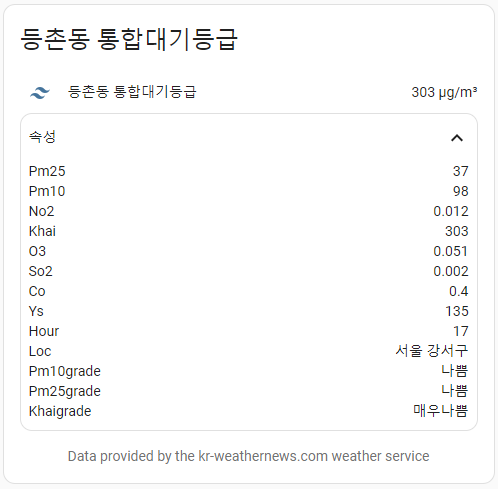 등촌동 통합대기등급
등촌동 통합대기등급 303 µg/m³
속성
Pm25 37
Pm10 98
No2 0.012
Khai 303
O3 0.051
So2 0.002
Co 0.4
Ys 135
Hour 17
Loc 서울 강서구
Pm10grade 나쁨
Pm25grade 나쁨
Khaigrade 매우나쁨
Data provided by the kr-weathernews.com weather service